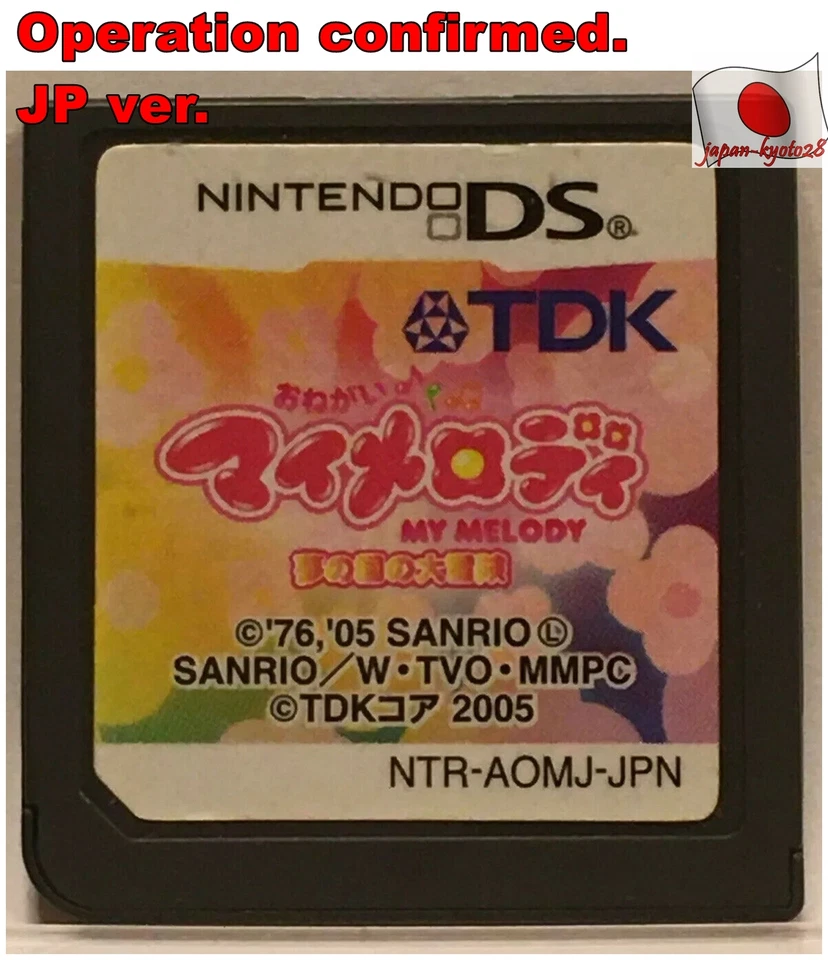 Operation confirmed.
JP ver.
japan-kyoto28
NINTENDO DS®
TDK
おねがい♪
マイメロディ
MY MELODY
夢の国の大冒険
©'76,'05 SANRIO Ⓛ
SANRIO/W・TVO・MMPC
©TDKコア 2005
NTR-AOMJ-JPN